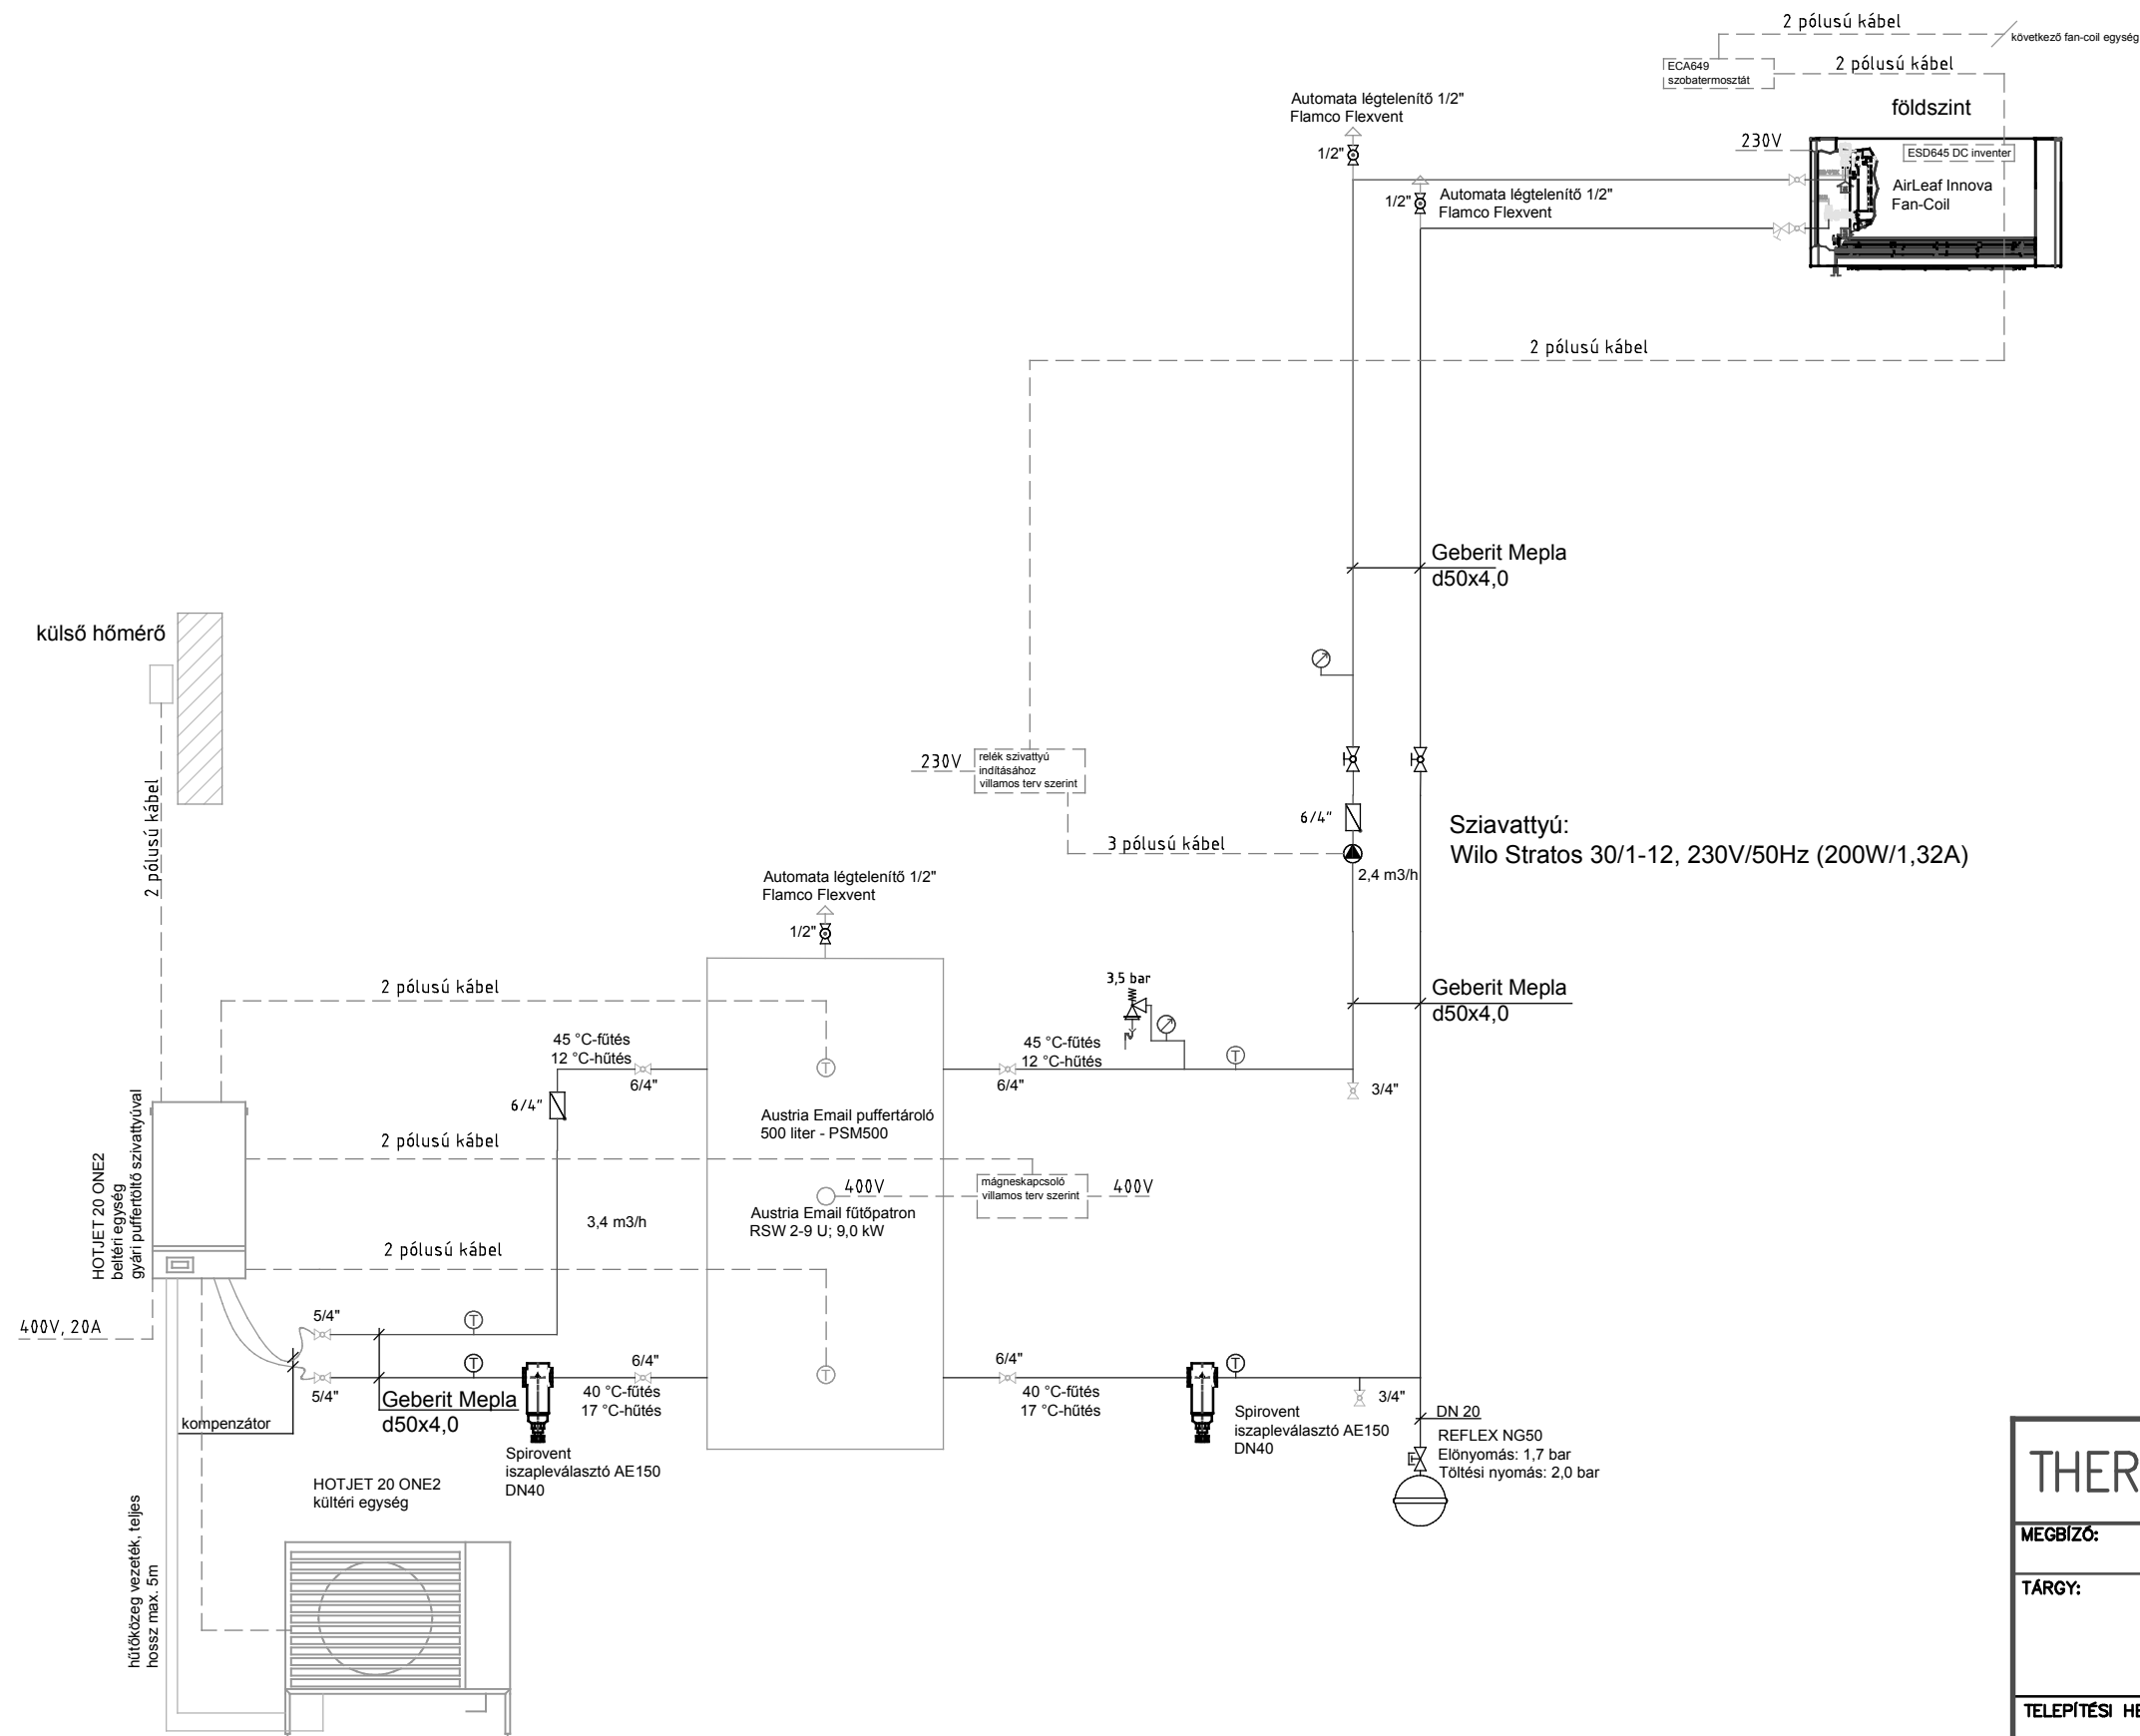 2 pólusú kábel
következő fan-coil egység
ECA649
szobatermosztát
2 pólusú kábel
földszint
Automata légtelenítő 1/2"
Flamco Flexvent
1/2"
230V
ESD645 DC inventer
AirLeaf Innova
Fan-Coil
1/2"
Automata légtelenítő 1/2"
Flamco Flexvent
2 pólusú kábel
Geberit Mepla
d50x4,0
külső hőmérő
2 pólusú kábel
230V
relék szivattyú
indításához
villamos terv szerint
3 pólusú kábel
6/4"
2,4 m3/h
Sziavattyú:
Wilo Stratos 30/1-12, 230V/50Hz (200W/1,32A)
Automata légtelenítő 1/2"
Flamco Flexvent
1/2"
2 pólusú kábel
3,5 bar
Geberit Mepla
d50x4,0
45 °C-fűtés
12 °C-hűtés
6/4"
T
45 °C-fűtés
12 °C-hűtés
6/4"
T
3/4"
6/4"
Austria Email puffertároló
500 liter - PSM500
2 pólusú kábel
HOTJET 20 ONE2
beltéri egység
gyári puffertöltő szivattyúval
400V
mágneskapcsoló
villamos terv szerint
400V
Austria Email fűtőpatron
RSW 2-9 U; 9,0 kW
3,4 m3/h
2 pólusú kábel
400V, 20A
5/4"
T
T
5/4"
6/4"
40 °C-fűtés
17 °C-hűtés
T
6/4"
40 °C-fűtés
17 °C-hűtés
T
3/4"
Geberit Mepla
d50x4,0
kompenzátor
Spirovent
iszapleválasztó AE150
DN40
Spirovent
iszapleválasztó AE150
DN40
DN 20
REFLEX NG50
Elönyomás: 1,7 bar
Töltési nyomás: 2,0 bar
HOTJET 20 ONE2
kültéri egység
hűtőközeg vezeték, teljes
hossz max. 5m
THER
MEGBÍZÓ:
TÁRGY:
TELEPÍTÉSI HE